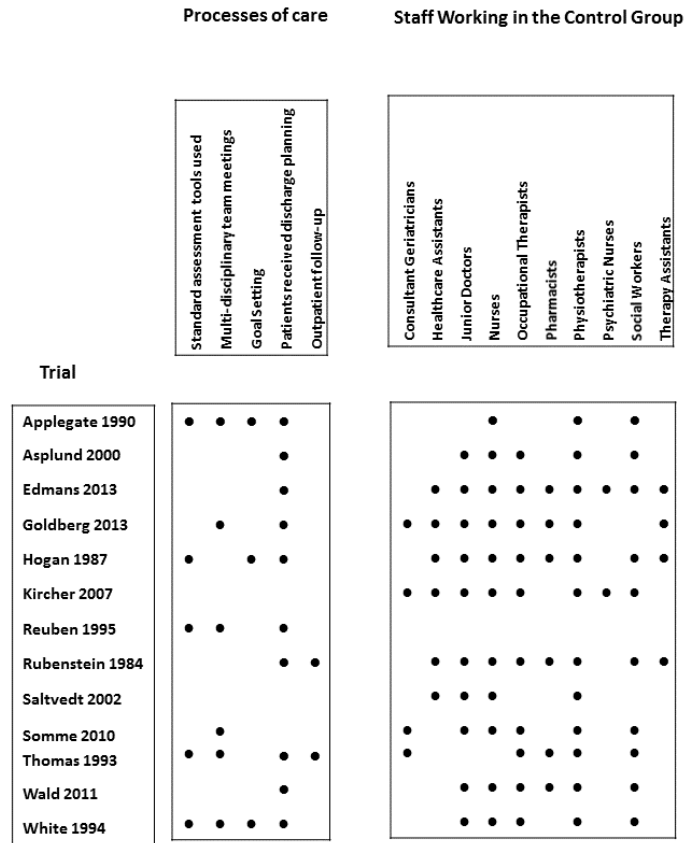 Processes of care
Staff Working in the Control Group
Standard assessment tools used
Multi-disciplinary team meetings
Goal Setting
Patients received discharge planning
Outpatient follow-up
Consultant Geriatricians
Healthcare Assistants
Junior Doctors
Nurses
Occupational Therapists
Pharmacists
Physiotherapists
Psychiatric Nurses
Social Workers
Therapy Assistants
Trial
Applegate 1990
Asplund 2000
Edmans 2013
Goldberg 2013
Hogan 1987
Kircher 2007
Reuben 1995
Rubenstein 1984
Saltvedt 2002
Somme 2010
Thomas 1993
Wald 2011
White 1994